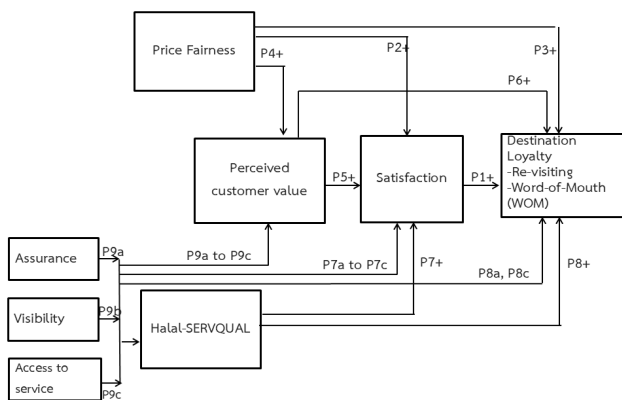 Price Fairness
P4+
P2+
P3+
P6+
Perceived
customer value
P5+
Satisfaction
P1+
Destination
Loyalty
-Re-visiting
-Word-of-Mouth
(WOM)
Assurance
P9a
P9a to P9c
P7a to P7c
P7+
P8a, P8c
P8+
Visibility
P9b
Halal-SERVQUAL
Access to
service
P9c